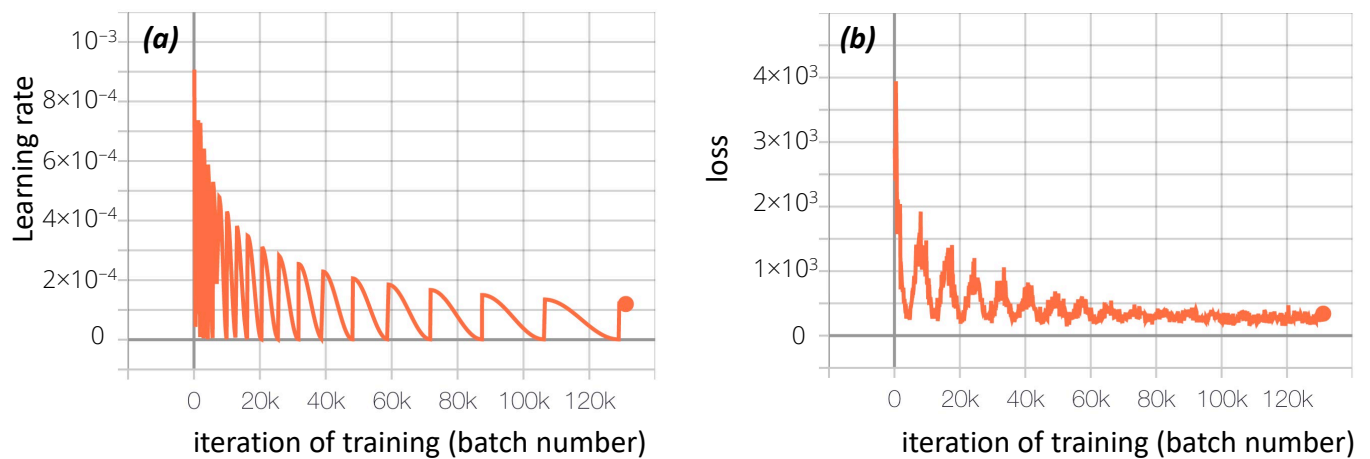 (a)
Learning rate
10⁻³
8×10⁻⁴
6×10⁻⁴
4×10⁻⁴
2×10⁻⁴
0
0 20k 40k 60k 80k 100k 120k
iteration of training (batch number)
(b)
loss
4×10³
3×10³
2×10³
1×10³
0
0 20k 40k 60k 80k 100k 120k
iteration of training (batch number)